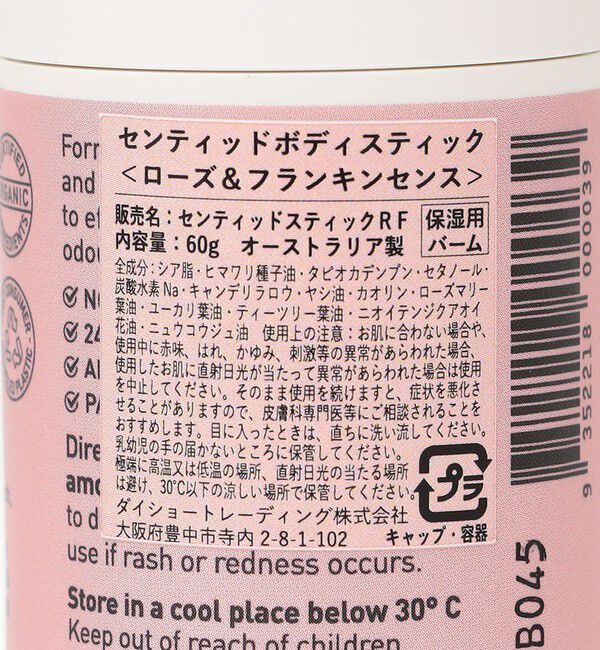 センティッドボディスティック
<ローズ&フランキンセンス>
販売名：センティッドスティックRF
内容量：60g　オーストラリア製
保湿用
バーム
全成分：シア脂・ヒマワリ種子油・タピオカデンプン・セタノール・
炭酸水素Na・キャンデリラロウ・ヤシ油・カオリン・ローズマリー
葉油・ユーカリ葉油・ティーツリー葉油・ニオイテンジクアオイ
花油・ニュウコウジュ油　使用上の注意：お肌に合わない場合や、
使用中に赤味、はれ、かゆみ、刺激等の異常があらわれた場合、
使用したお肌に直射日光が当たって異常があらわれた場合は使用
を中止してください。そのまま使用を続けますと、症状を悪化さ
せることがありますので、皮膚科専門医等にご相談されることを
おすすめします。目に入ったときは、直ちに洗い流してください。
乳幼児の手の届かないところに保管してください。
極端に高温又は低温の場所、直射日光の当たる場所
は避け、30℃以下の涼しい場所で保管してください。
ダイショートレーディング株式会社
大阪府豊中市寺内 2-8-1-102
プラ
キャップ・容器
Form
and
to ef
odou
24
Dire
amo
to d
use if rash or redness occurs.
Store in a cool place below 30° C
Keep out of reach of children
9 352218 000039
B045
ORGANIC